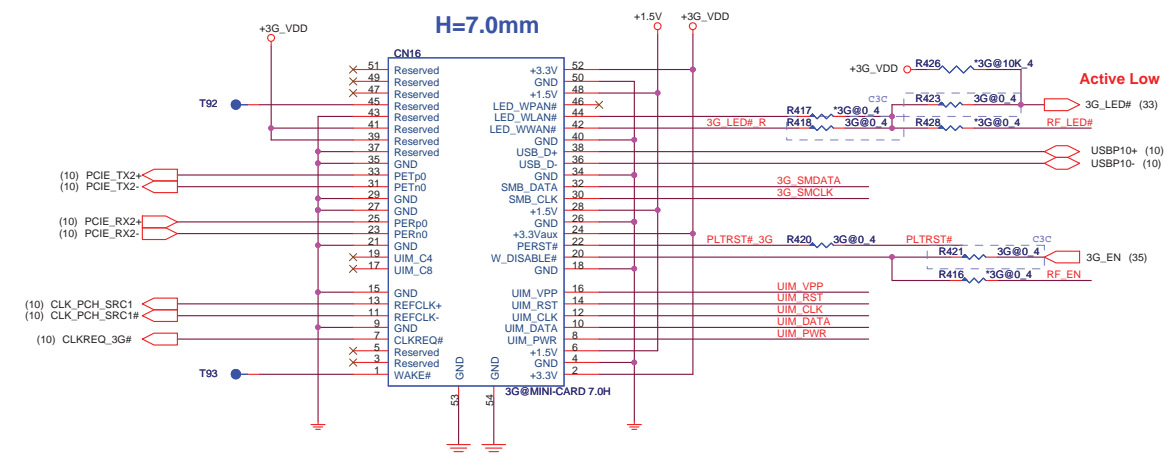 H=7.0mm
+3G_VDD
+1.5V
+3G_VDD
CN16
51 Reserved +3.3V 52
49 Reserved GND 50
47 Reserved +1.5V 48
T92 45 Reserved LED_WPAN# 46
43 GND LED_WLAN# 44
41 Reserved LED_WWAN# 42
39 Reserved GND 40
37 Reserved USB_D+ 38
35 GND USB_D- 36
(10) PCIE_TX2+ 33 PETp0 GND 34
(10) PCIE_TX2- 31 PETn0 SMB_DATA 32
29 GND SMB_CLK 30
27 GND +1.5V 28
(10) PCIE_RX2+ 25 PERp0 GND 26
(10) PCIE_RX2- 23 PERn0 +3.3Vaux 24
21 GND PERST# 22
19 UIM_C4 W_DISABLE# 20
17 UIM_C8 GND 18
15 GND UIM_VPP 16
(10) CLK_PCH_SRC1 13 REFCLK+ UIM_RST 14
(10) CLK_PCH_SRC1# 11 REFCLK- UIM_CLK 12
9 GND UIM_DATA 10
(10) CLKREQ_3G# 7 CLKREQ# UIM_PWR 8
5 Reserved +1.5V 6
3 Reserved GND 4
T93 1 WAKE# +3.3V 2
GND GND
53 54
3G@MINI-CARD 7.0H
+3G_VDD R426 *3G@10K_4
Active Low
C3C
R423 3G@0_4 3G_LED# (33)
R417 *3G@0_4
3G_LED#_R R418 3G@0_4 R428 *3G@0_4 RF_LED#
USBP10+ (10)
USBP10- (10)
3G_SMDATA
3G_SMCLK
PLTRST#_3G R420 3G@0_4 PLTRST#
C3C
R421 3G@0_4 3G_EN (35)
R416 *3G@0_4 RF_EN
UIM_VPP
UIM_RST
UIM_CLK
UIM_DATA
UIM_PWR